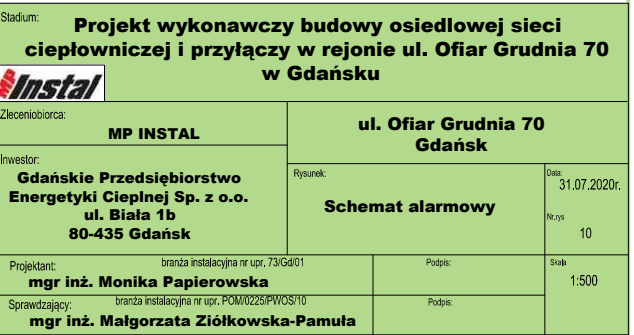 Stadium:
Projekt wykonawczy budowy osiedlowej sieci
ciepłowniczej i przyłączy w rejonie ul. Ofiar Grudnia 70
w Gdańsku
MP Instal
Zleceniobiorca:
MP INSTAL
ul. Ofiar Grudnia 70
Gdańsk
Inwestor:
Gdańskie Przedsiębiorstwo
Energetyki Cieplnej Sp. z o.o.
ul. Biała 1b
80-435 Gdańsk
Rysunek:
Schemat alarmowy
Data:
31.07.2020r.
Nr.rys
10
Projektant:
branża instalacyjna nr upr. 73/Gd/01
mgr inż. Monika Papierowska
Podpis:
Skala
1:500
Sprawdzający:
branża instalacyjna nr upr. POM/0225/PWOS/10
mgr inż. Małgorzata Ziółkowska-Pamuła
Podpis: